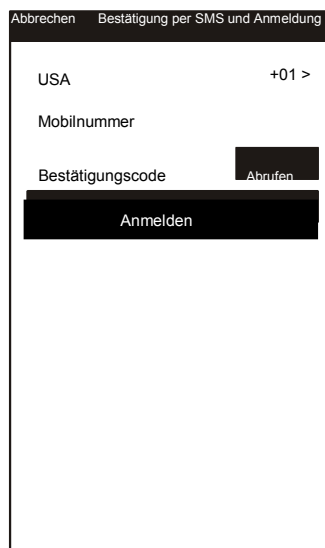 Abbrechen Bestätigung per SMS und Anmeldung
USA +01 >
Mobilnummer
Bestätigungscode Abrufen
Anmelden